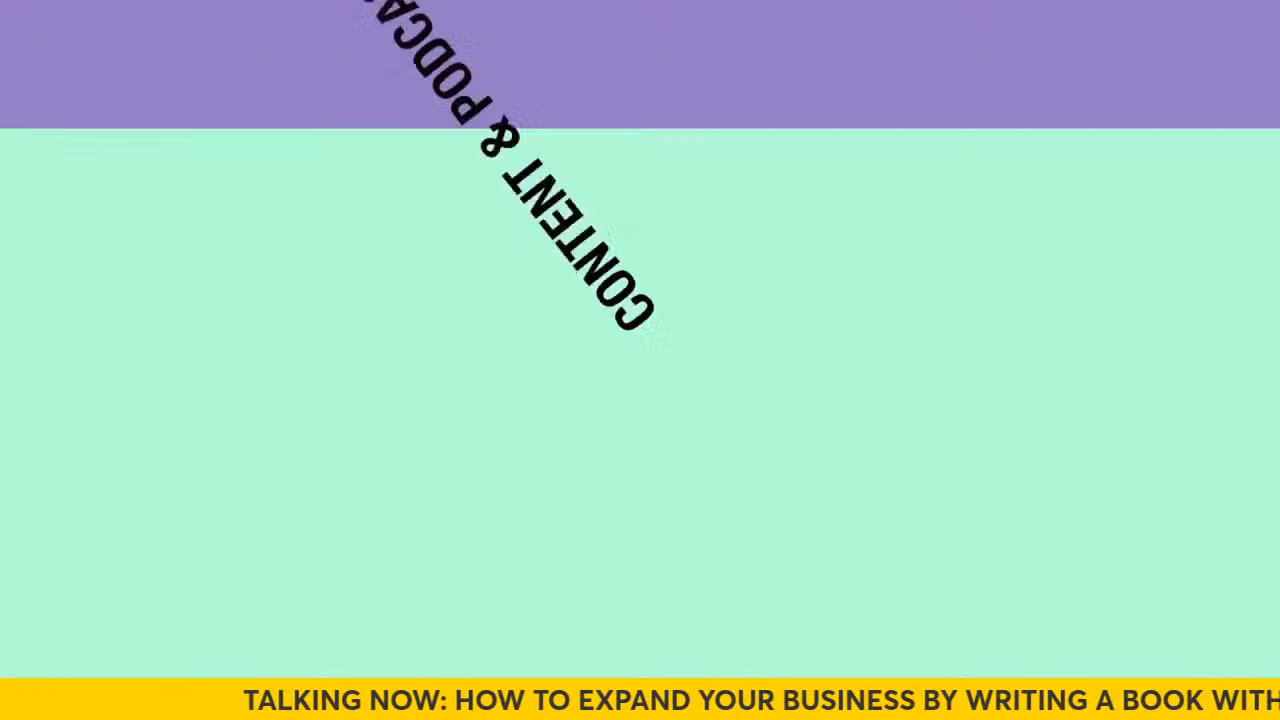 CONTENT & PODCA
TALKING NOW: HOW TO EXPAND YOUR BUSINESS BY WRITING A BOOK WITH